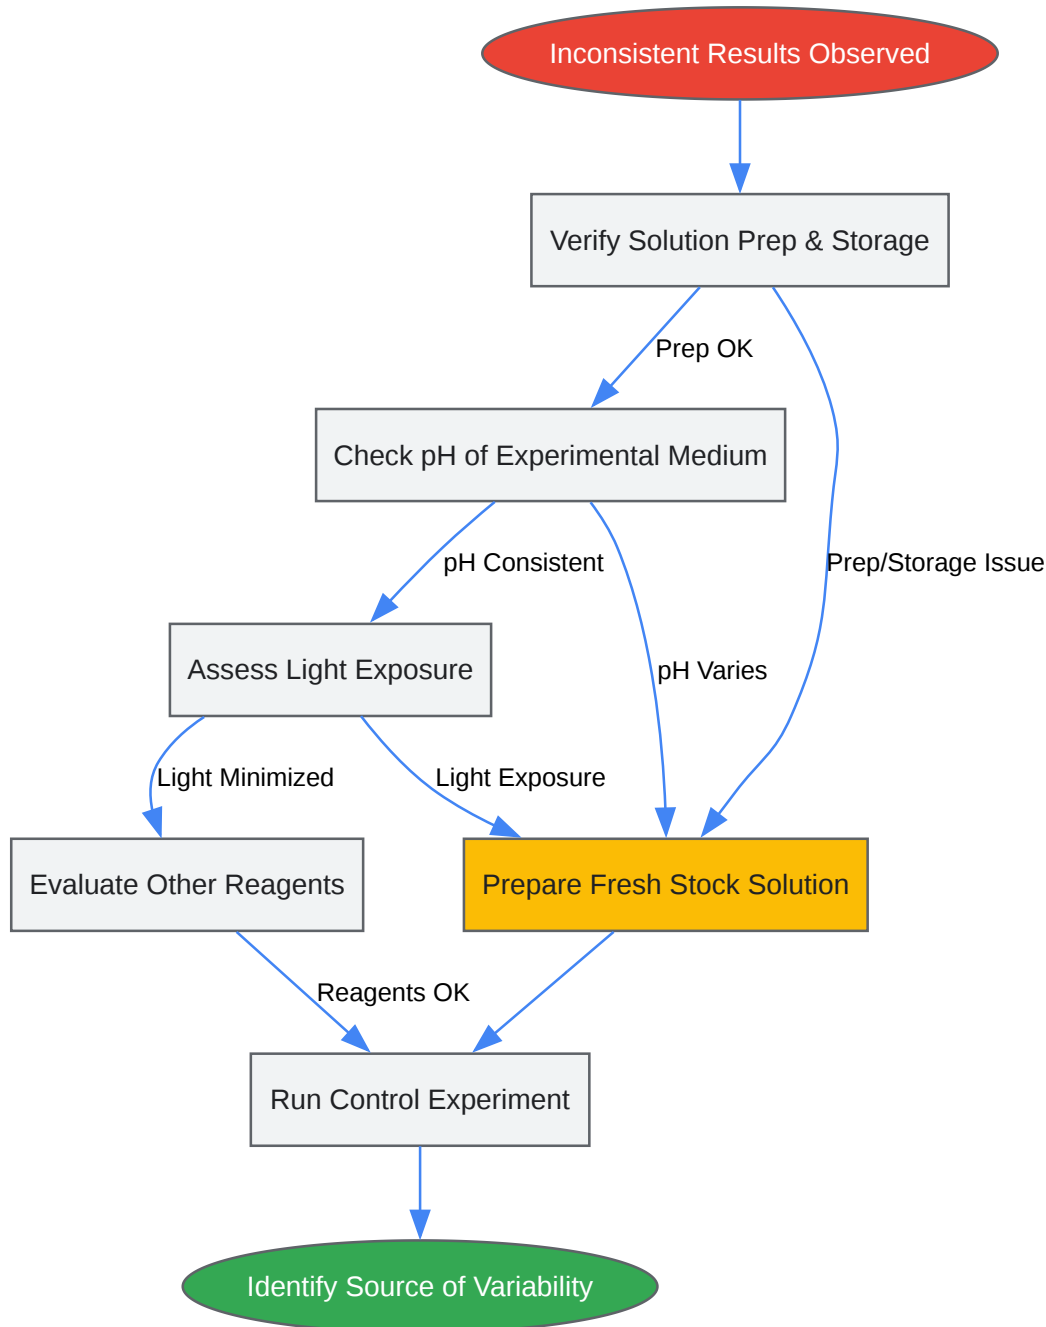 Inconsistent Results Observed
Verify Solution Prep & Storage
Prep OK
Check pH of Experimental Medium
pH Consistent
Prep/Storage Issue
Assess Light Exposure
pH Varies
Light Minimized
Light Exposure
Evaluate Other Reagents
Prepare Fresh Stock Solution
Reagents OK
Run Control Experiment
Identify Source of Variability